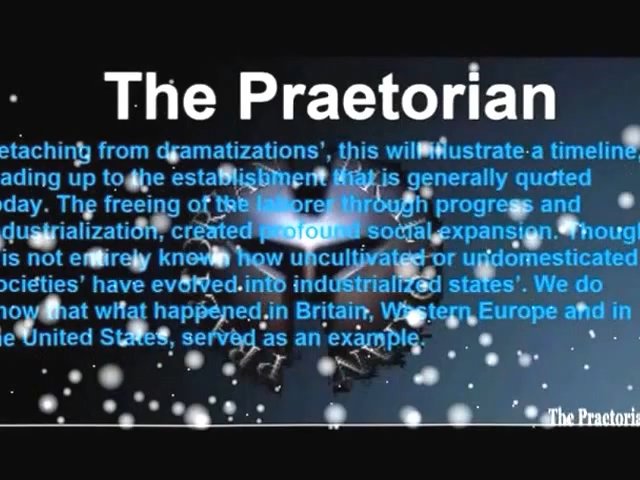 The Praetorian
etaching from dramatizations', this will illustrate a timeline,
ading up to the establishment that is generally quoted
oday. The freeing of the laborer through progress and
dustrialization, created profound social expansion. Though
is not entirely known how uncultivated or undomesticated
ocieties' have evolved into industrialized states'. We do
now that what happened in Britain, Western Europe and in
he United States, served as an example.
The Praetoria